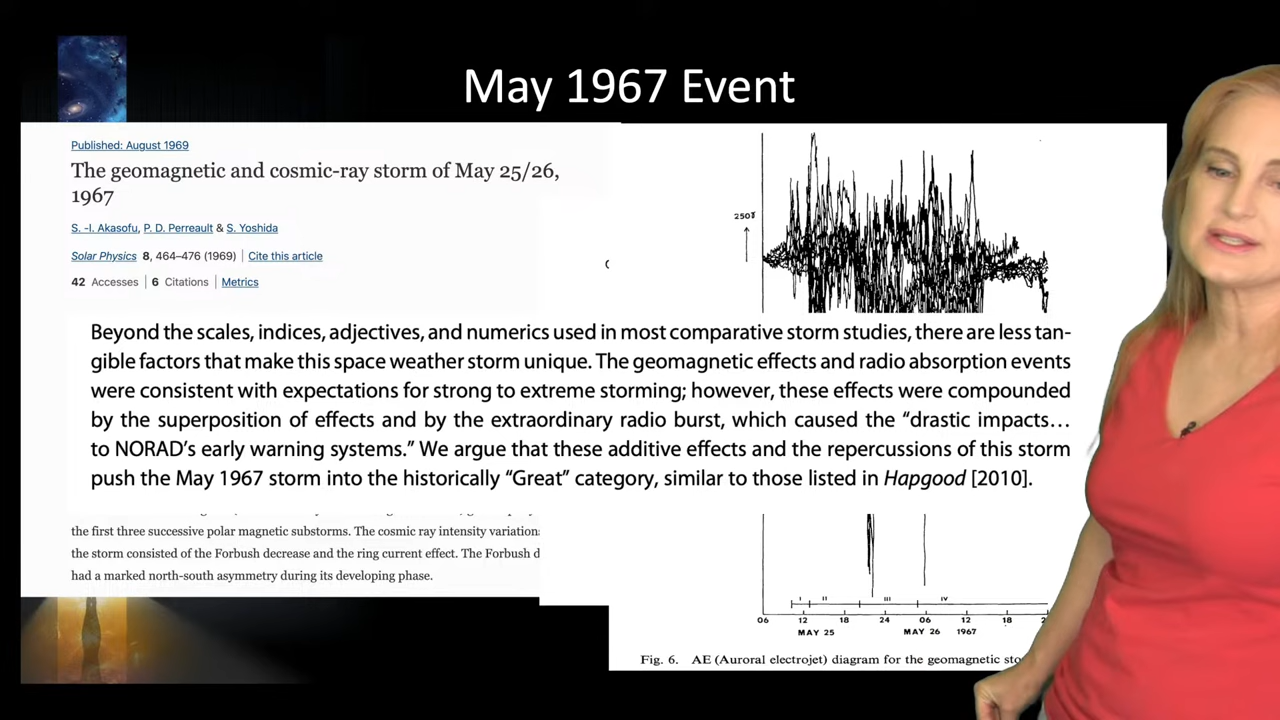 May 1967 Event
Published: August 1969
The geomagnetic and cosmic-ray storm of May 25/26,
1967
S. -I. Akasofu, P. D. Perreault & S. Yoshida
Solar Physics 8, 464–476 (1969) | Cite this article
42 Accesses | 6 Citations | Metrics
250γ
Beyond the scales, indices, adjectives, and numerics used in most comparative storm studies, there are less tan-
gible factors that make this space weather storm unique. The geomagnetic effects and radio absorption events
were consistent with expectations for strong to extreme storming; however, these effects were compounded
by the superposition of effects and by the extraordinary radio burst, which caused the “drastic impacts…
to NORAD’s early warning systems.” We argue that these additive effects and the repercussions of this storm
push the May 1967 storm into the historically “Great” category, similar to those listed in Hapgood [2010].
the first three successive polar magnetic substorms. The cosmic ray intensity variation
the storm consisted of the Forbush decrease and the ring current effect. The Forbush d
had a marked north-south asymmetry during its developing phase.
I II III IV
06 12 18 24 06 12 18 2
MAY 25 MAY 26 1967
Fig. 6. AE (Auroral electrojet) diagram for the geomagnetic sto